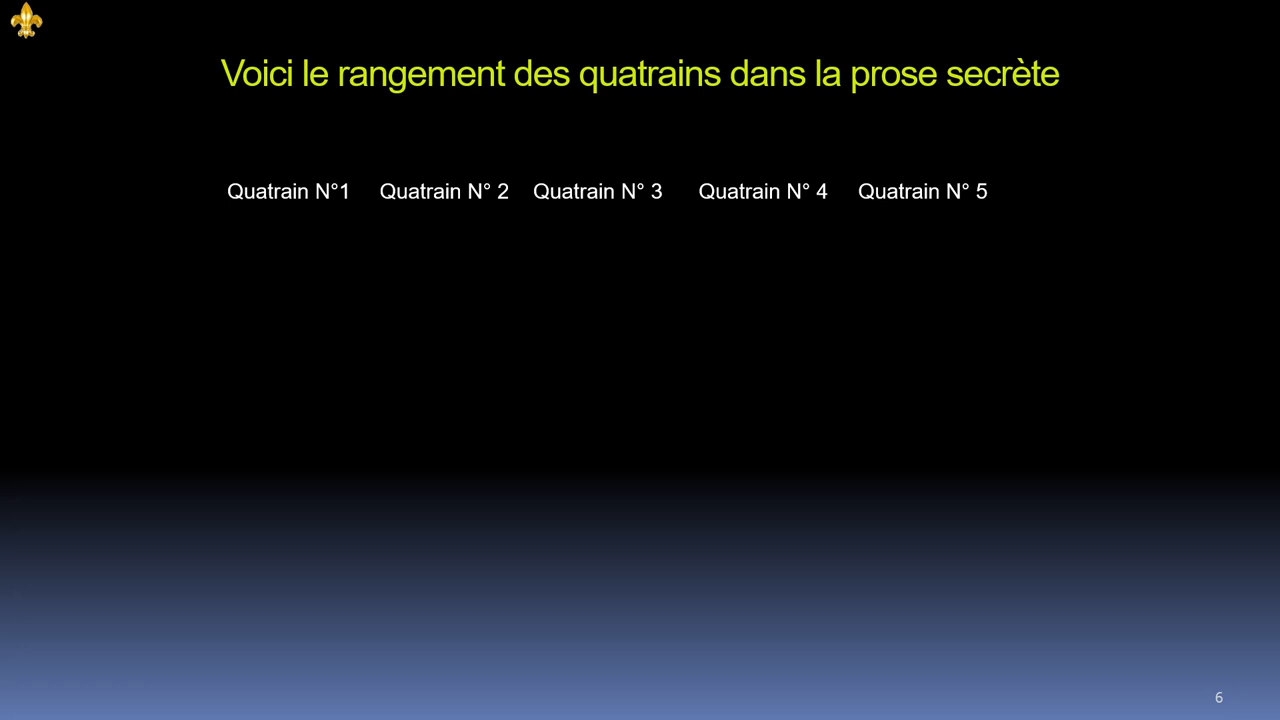 Voici le rangement des quatrains dans la prose secrète
Quatrain N°1 Quatrain N° 2 Quatrain N° 3 Quatrain N° 4 Quatrain N° 5
6